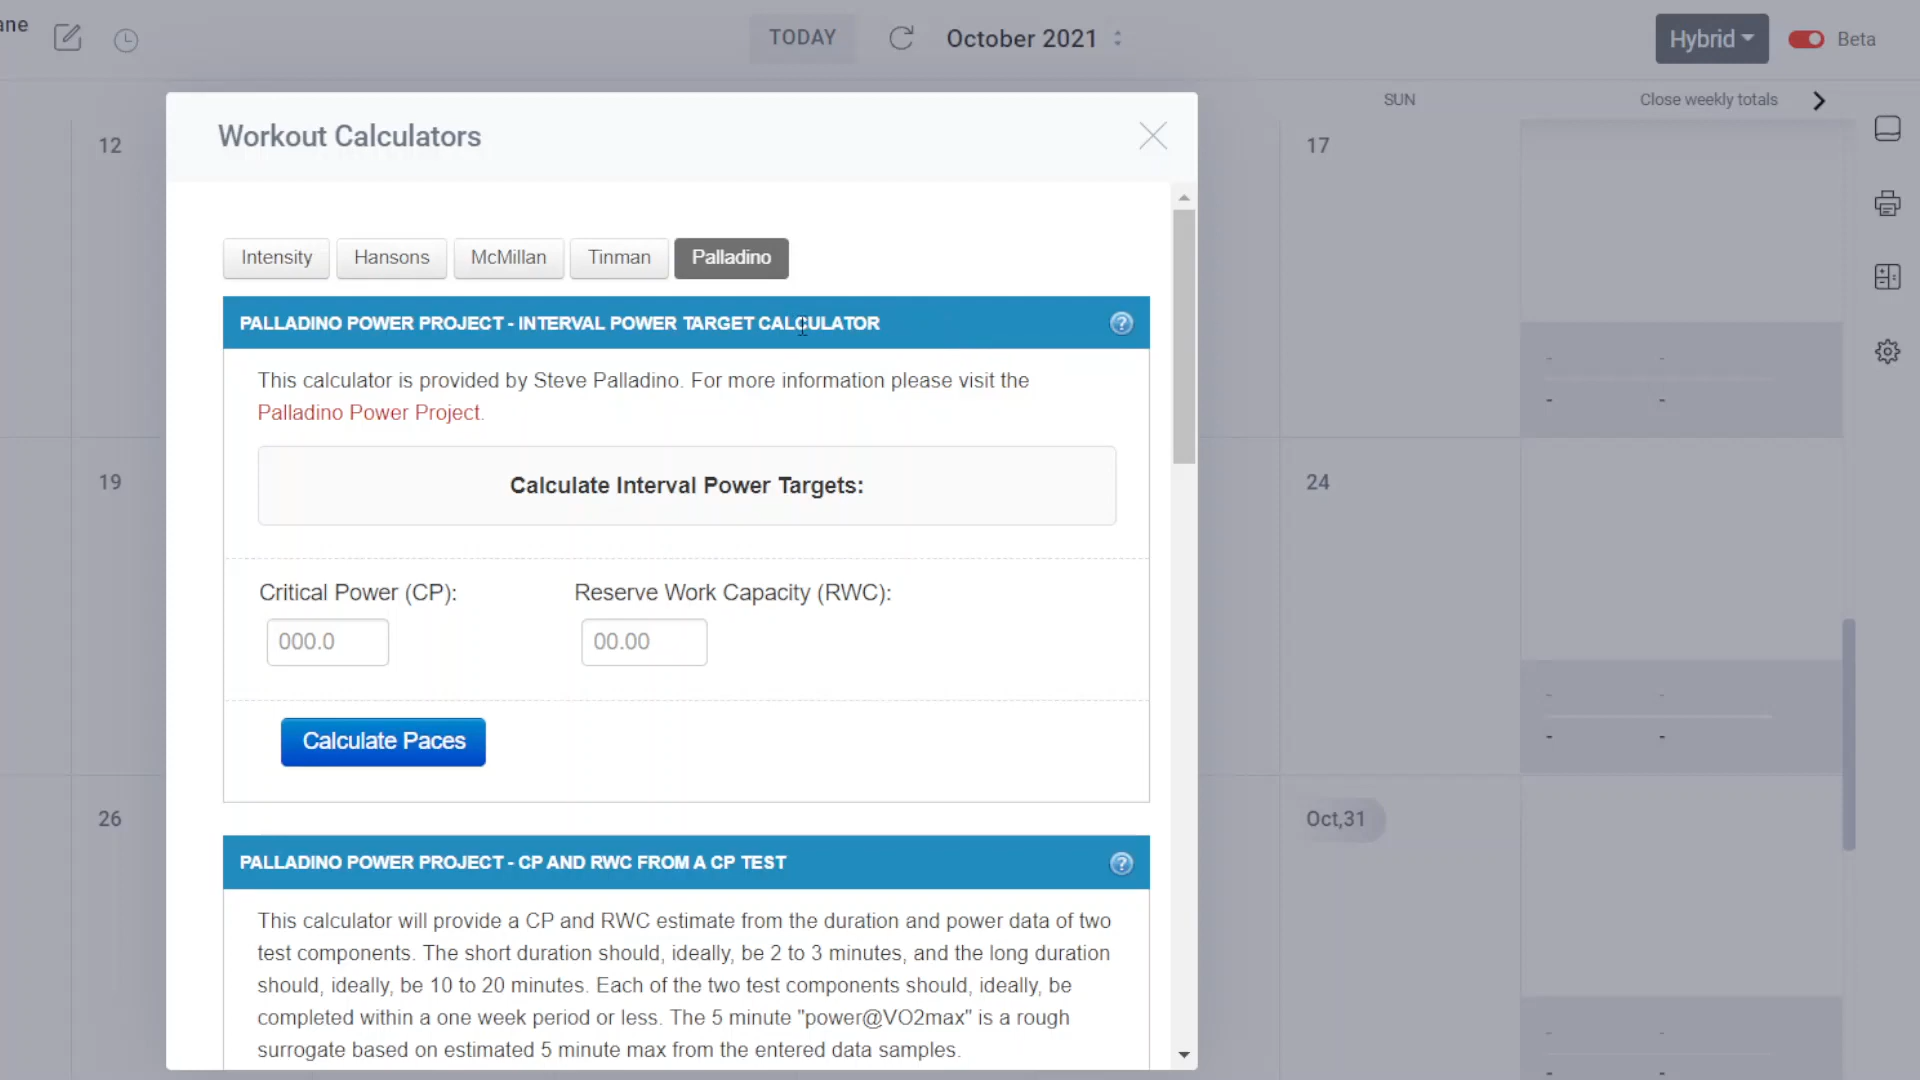 ane
TODAY
October 2021
Hybrid
Beta
SUN
Close weekly totals
12
17
Workout Calculators
Intensity
Hansons
McMillan
Tinman
Palladino
PALLADINO POWER PROJECT - INTERVAL POWER TARGET CALCULATOR
This calculator is provided by Steve Palladino. For more information please visit the
Palladino Power Project.
Calculate Interval Power Targets:
19
24
Critical Power (CP):
Reserve Work Capacity (RWC):
000.0
00.00
Calculate Paces
26
Oct,31
PALLADINO POWER PROJECT - CP AND RWC FROM A CP TEST
This calculator will provide a CP and RWC estimate from the duration and power data of two
test components. The short duration should, ideally, be 2 to 3 minutes, and the long duration
should, ideally, be 10 to 20 minutes. Each of the two test components should, ideally, be
completed within a one week period or less. The 5 minute "power@VO2max" is a rough
surrogate based on estimated 5 minute max from the entered data samples.